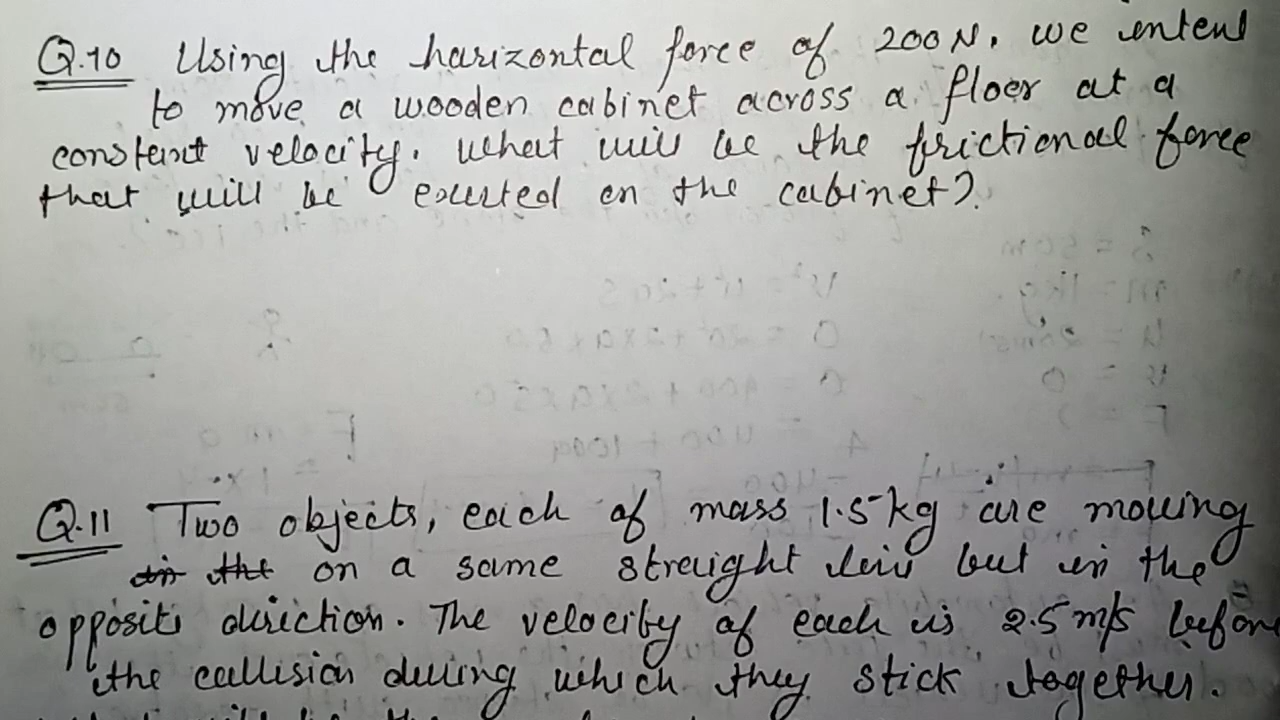 Q.10 Using the harizontal force of 200 N, we intend
to move a wooden cabinet across a floor at a
constant velocity. what will be the frictional force
that will be exerted on the cabinet?
Q.11 Two objects, each of mass 1.5 kg are moving
in the on a same straight line but in the
opposite direction. The velocity of each is 2.5 m/s before
the collision during which they stick together.